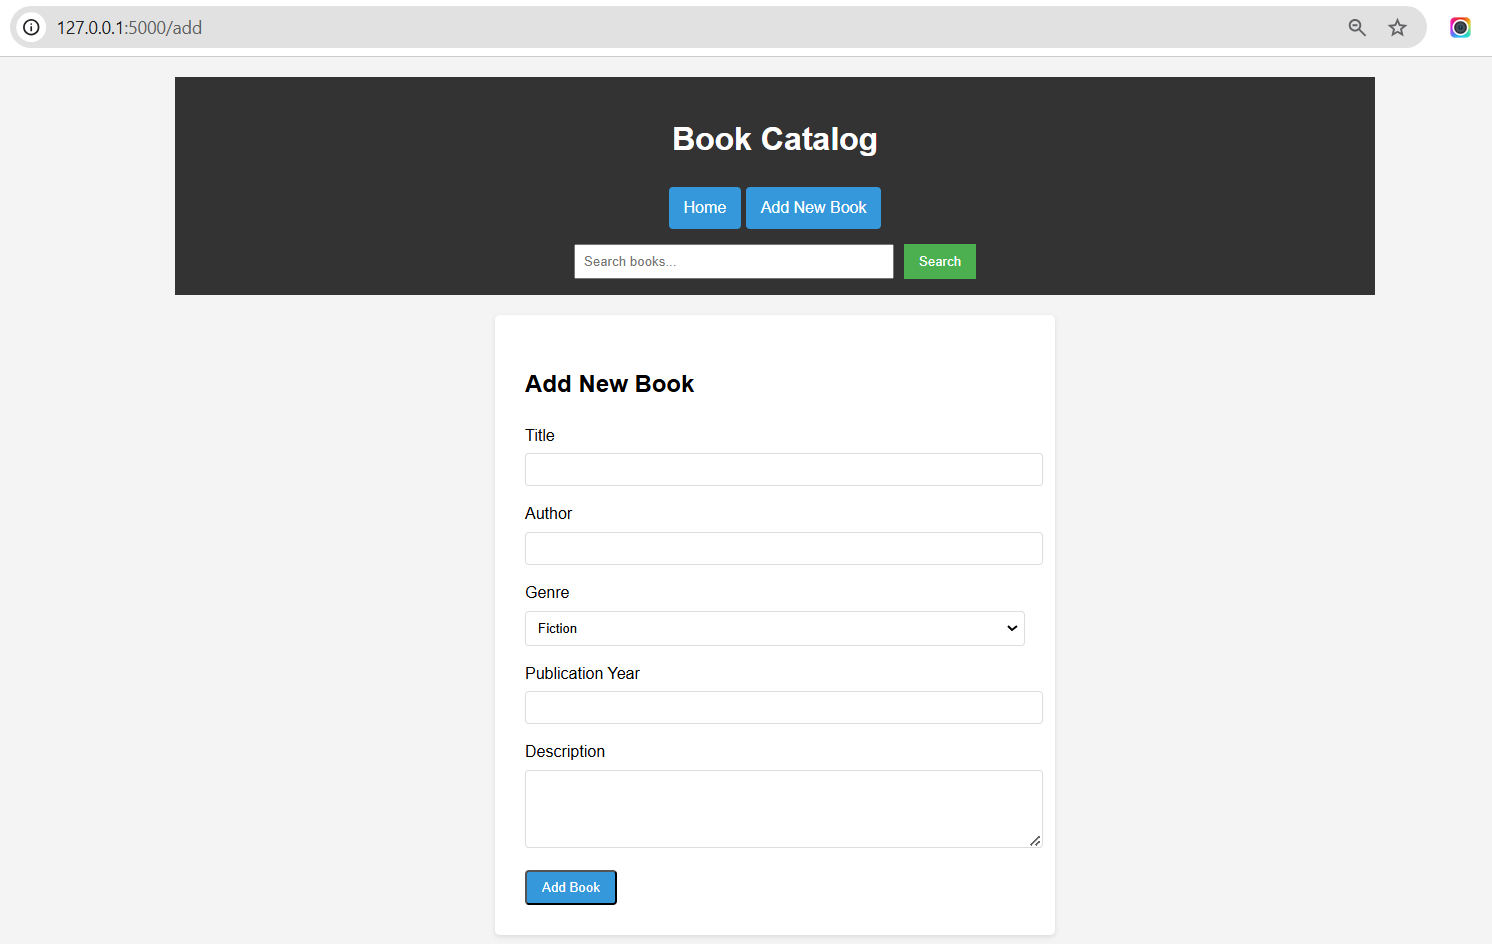 127.0.0.1:5000/add
Book Catalog
Home Add New Book
Search books... Search
Add New Book
Title
Author
Genre
Fiction
Publication Year
Description
Add Book